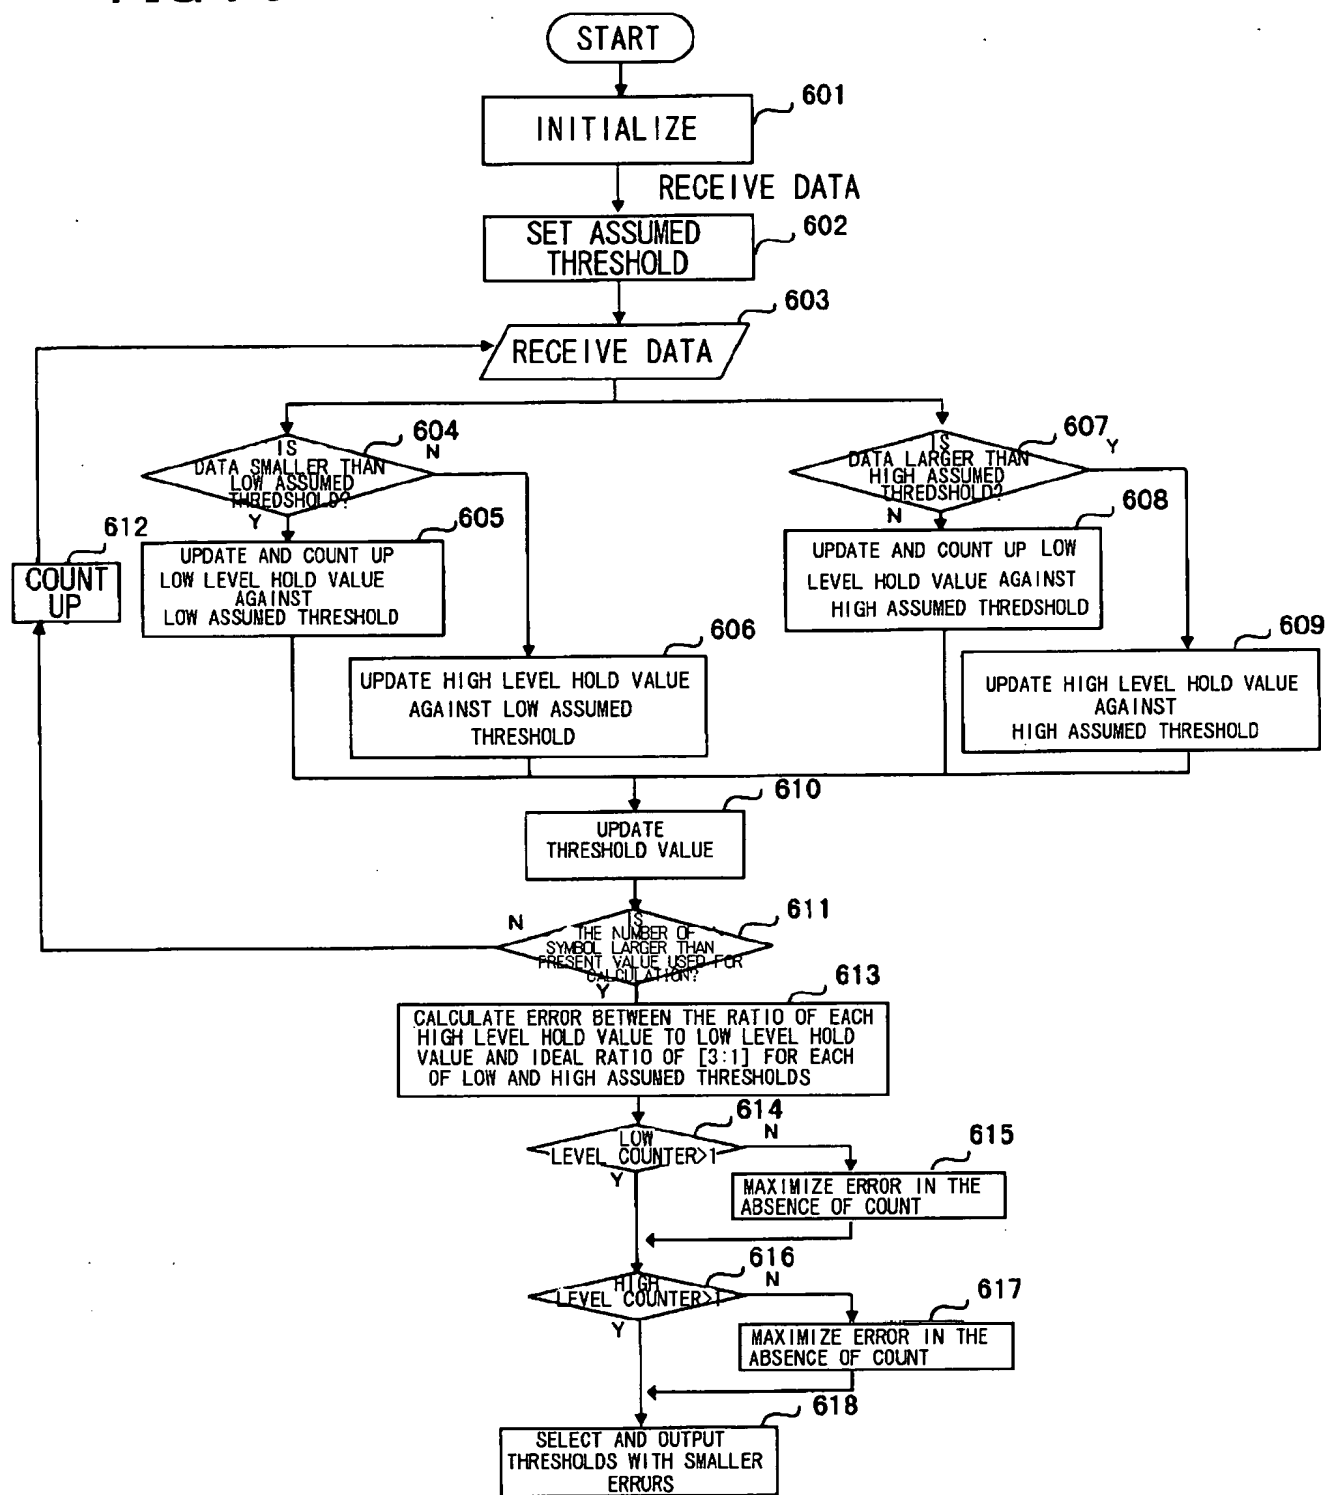 START
601
INITIALIZE
RECEIVE DATA
602
SET ASSUMED
THRESHOLD
603
RECEIVE DATA
604
N
IS
DATA SMALLER THAN
LOW ASSUMED
THREDSHOLD?
Y
607
Y
IS
DATA LARGER THAN
HIGH ASSUMED
THREDSHOLD?
N
612
COUNT
UP
605
UPDATE AND COUNT UP
LOW LEVEL HOLD VALUE
AGAINST
LOW ASSUMED THRESHOLD
608
UPDATE AND COUNT UP LOW
LEVEL HOLD VALUE AGAINST
HIGH ASSUMED THREDSHOLD
606
UPDATE HIGH LEVEL HOLD VALUE
AGAINST LOW ASSUMED
THRESHOLD
609
UPDATE HIGH LEVEL HOLD VALUE
AGAINST
HIGH ASSUMED THRESHOLD
610
UPDATE
THRESHOLD VALUE
611
N
IS
THE NUMBER OF
SYMBOL LARGER THAN
PRESENT VALUE USED FOR
CALCULATION?
Y
613
CALCULATE ERROR BETWEEN THE RATIO OF EACH
HIGH LEVEL HOLD VALUE TO LOW LEVEL HOLD
VALUE AND IDEAL RATIO OF [3:1] FOR EACH
OF LOW AND HIGH ASSUMED THRESHOLDS
614
N
LOW
LEVEL COUNTER>1
Y
615
MAXIMIZE ERROR IN THE
ABSENCE OF COUNT
616
N
HIGH
LEVEL COUNTER>1
Y
617
MAXIMIZE ERROR IN THE
ABSENCE OF COUNT
618
SELECT AND OUTPUT
THRESHOLDS WITH SMALLER
ERRORS